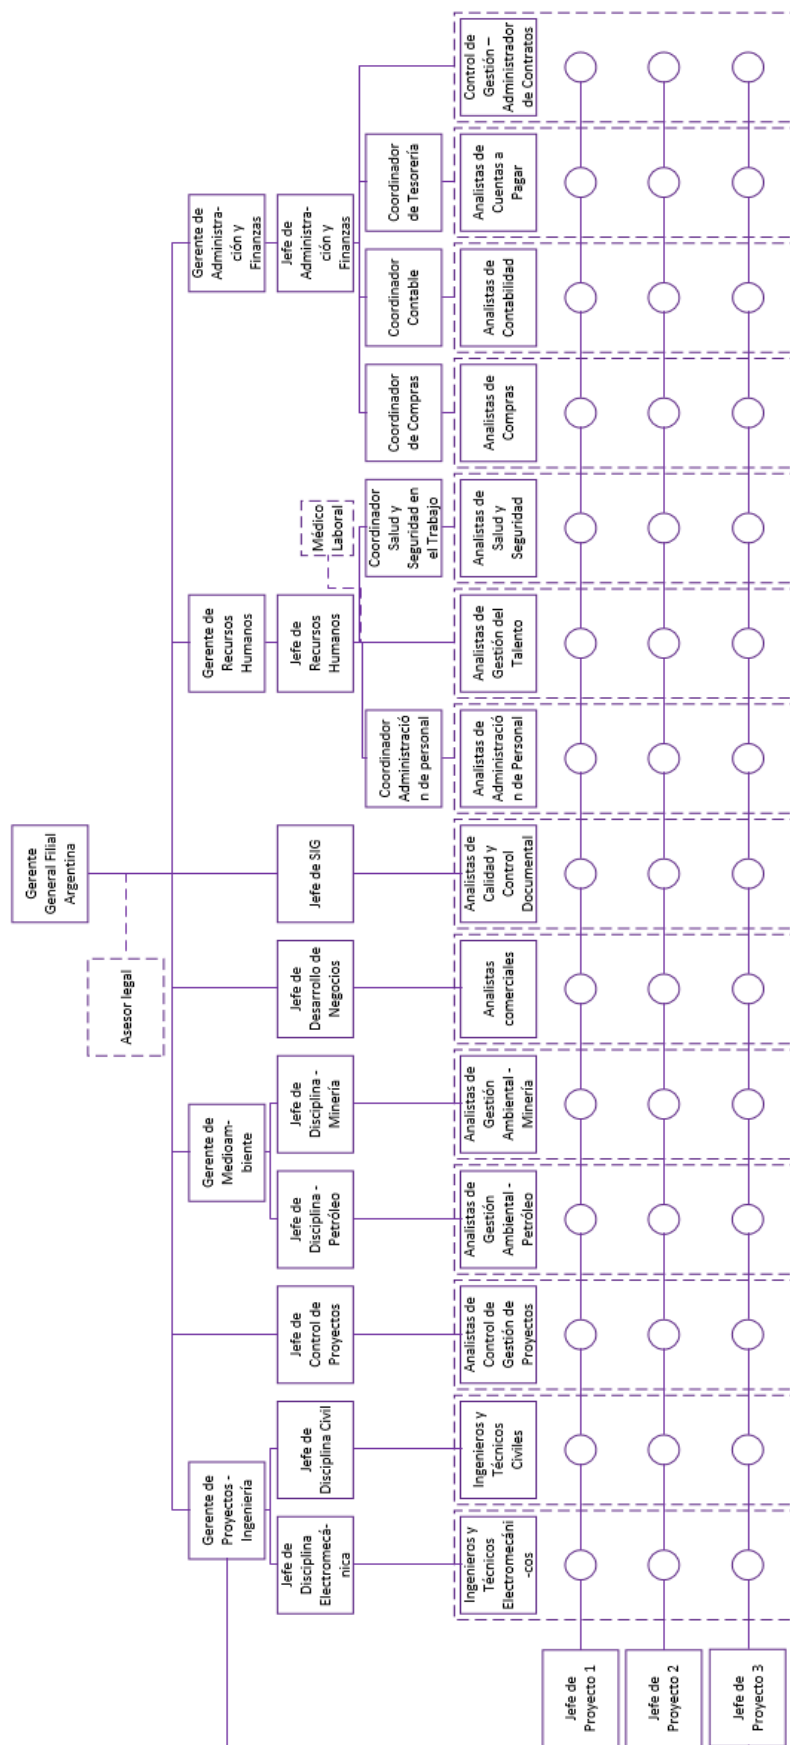 Gerente
General Filial
Argentina
Asesor legal
Gerente de
Proyectos -
Ingeniería
Gerente de
Medioam-
biente
Gerente de
Recursos
Humanos
Gerente de
Administra-
ción y
Finanzas
Jefe de
Disciplina
Electromecá-
nica
Jefe de
Disciplina Civil
Jefe de
Control de
Proyectos
Jefe de
Disciplina -
Petróleo
Jefe de
Disciplina -
Minería
Jefe de
Desarrollo de
Negocios
Jefe de SIG
Jefe de
Recursos
Humanos
Médico
Laboral
Jefe de
Administra-
ción y
Finanzas
Coordinador
Administració
n de personal
Coordinador
Salud y
Seguridad en
el Trabajo
Coordinador
de Compras
Coordinador
Contable
Coordinador
de Tesorería
Ingenieros y
Técnicos
Electromecáni
-cos
Ingenieros y
Técnicos
Civiles
Analistas de
Control de
Gestión de
Proyectos
Analistas de
Gestión
Ambiental -
Petróleo
Analistas de
Gestión
Ambiental -
Minería
Analistas
comerciales
Analistas de
Calidad y
Control
Documental
Analistas de
Administració
n de Personal
Analistas de
Gestión del
Talento
Analistas de
Salud y
Seguridad
Analistas de
Compras
Analistas de
Contabilidad
Analistas de
Cuentas a
Pagar
Control de
Gestión –
Administrador
de Contratos
Jefe de
Proyecto 1
Jefe de
Proyecto 2
Jefe de
Proyecto 3